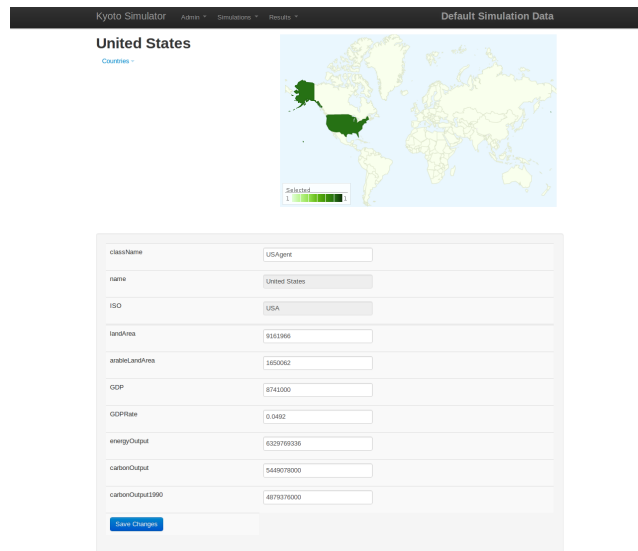 Kyoto Simulator Admin Simulations Results Default Simulation Data
United States
Countries
Selected
1 1
className USAgent
name United States
ISO USA
landArea 9161966
arableLandArea 1650062
GDP 8741000
GDPRate 0.0492
energyOutput 6329769336
carbonOutput 5449078000
carbonOutput1990 4879376000
Save Changes